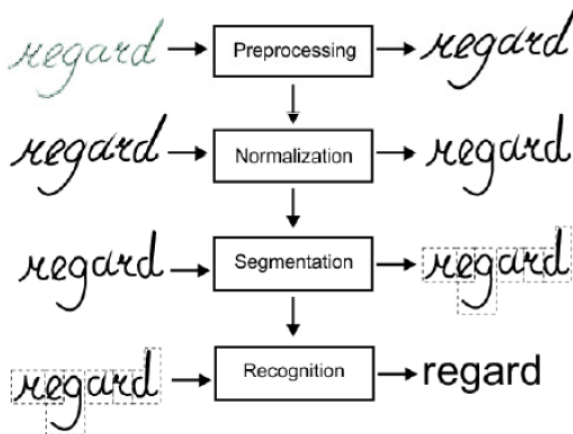 regard Preprocessing regard
regard Normalization regard
regard Segmentation regard
regard Recognition regard